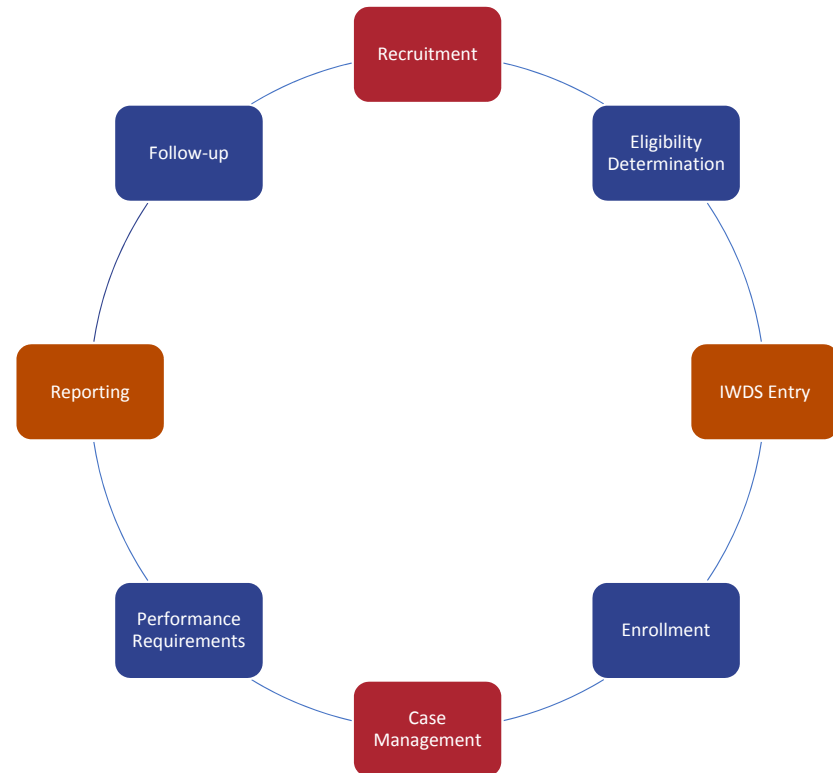 Recruitment
Eligibility
Determination
IWDS Entry
Enrollment
Case
Management
Performance
Requirements
Reporting
Follow-up